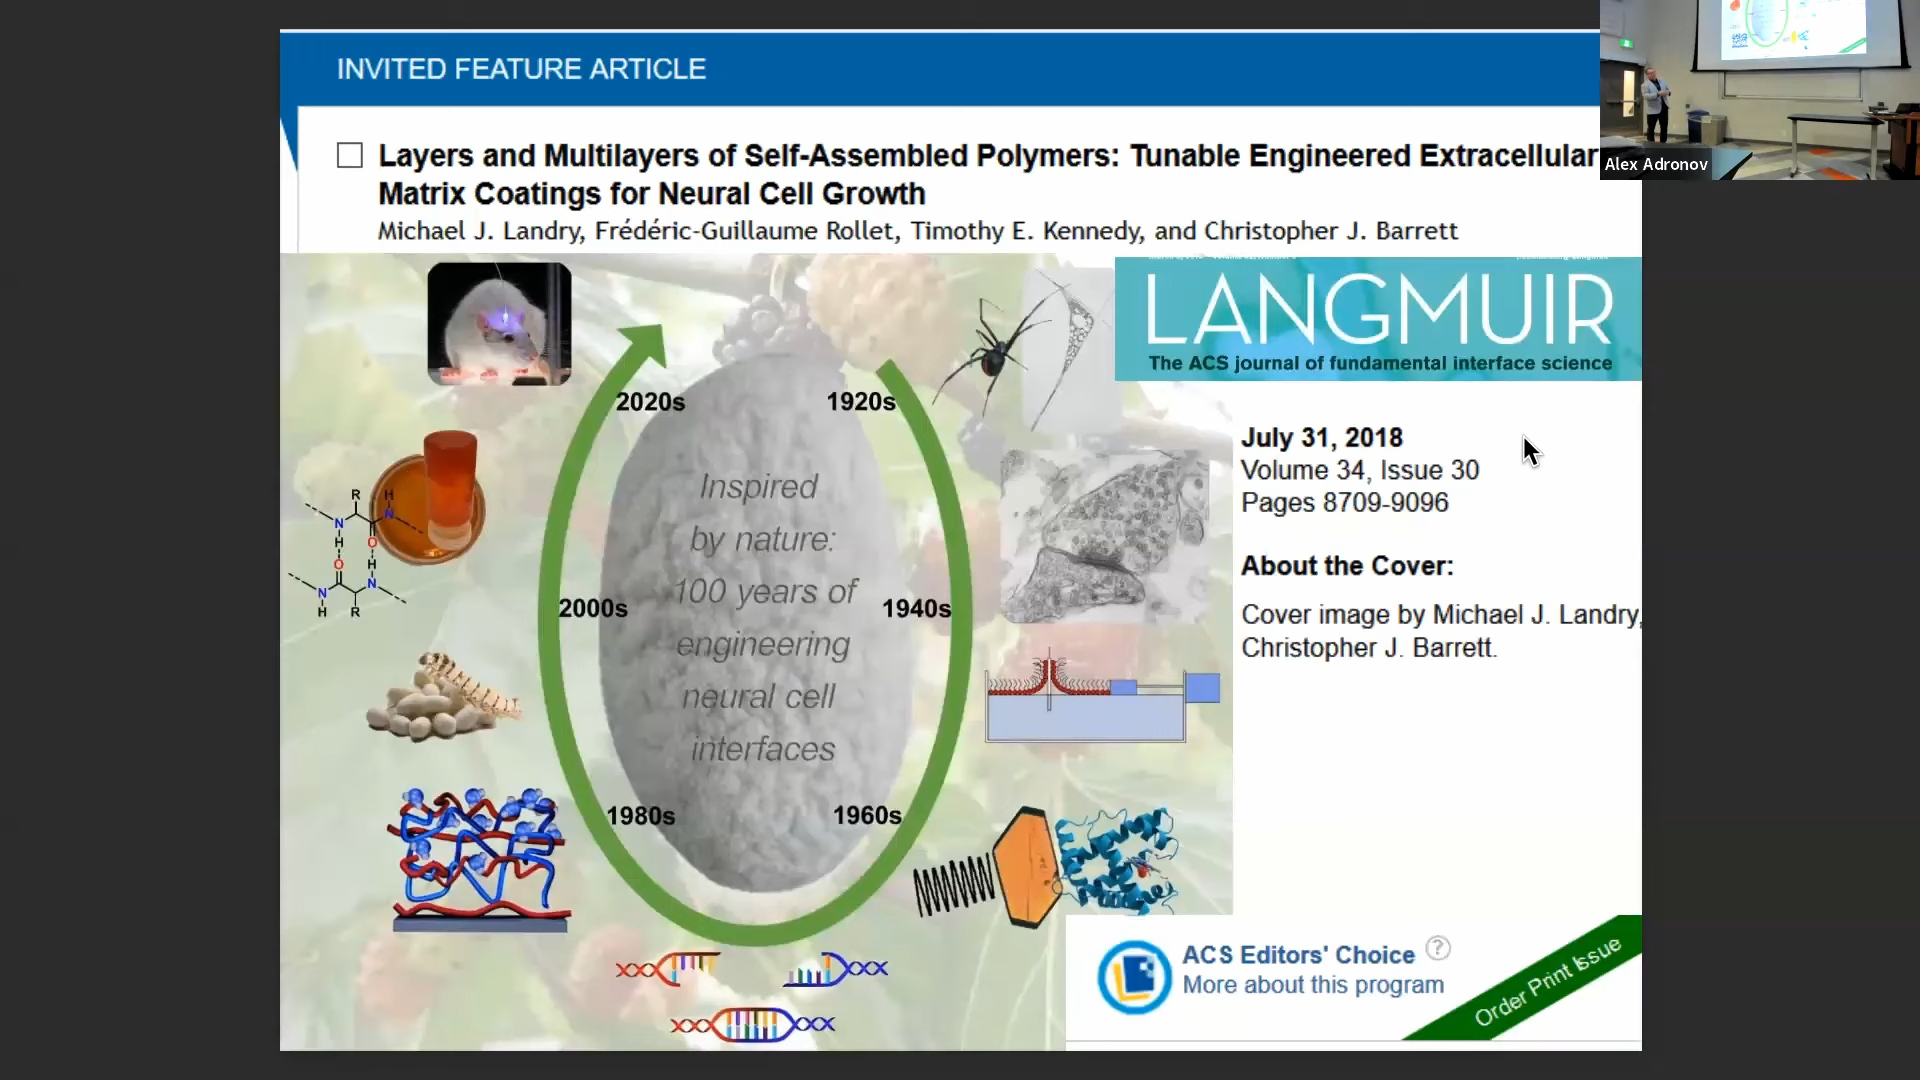 INVITED FEATURE ARTICLE
Layers and Multilayers of Self-Assembled Polymers: Tunable Engineered Extracellular
Matrix Coatings for Neural Cell Growth
Michael J. Landry, Frédéric-Guillaume Rollet, Timothy E. Kennedy, and Christopher J. Barrett
Alex Adronov
LANGMUIR
The ACS journal of fundamental interface science
2020s
1920s
Inspired
by nature:
100 years of
engineering
neural cell
interfaces
2000s
1940s
1980s
1960s
R
H
N
N
H
O
O
H
N
N
H
R
July 31, 2018
Volume 34, Issue 30
Pages 8709-9096
About the Cover:
Cover image by Michael J. Landry,
Christopher J. Barrett.
ACS Editors' Choice ?
More about this program
Order Print Issue